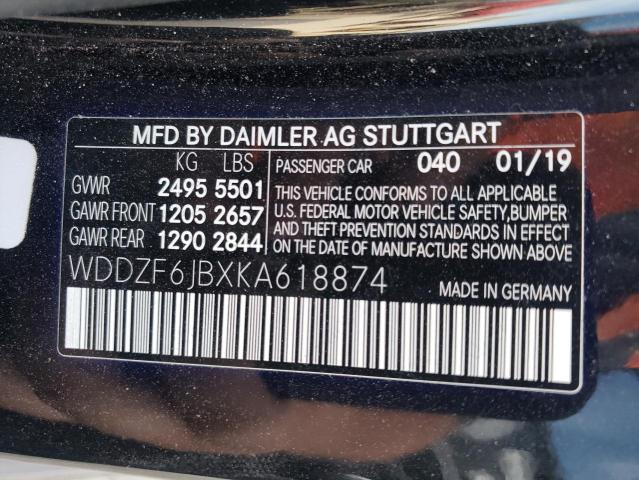 MFD BY DAIMLER AG STUTTGART
KG LBS PASSENGER CAR 040 01/19
GVWR 2495 5501
GAWR FRONT 1205 2657
GAWR REAR 1290 2844
THIS VEHICLE CONFORMS TO ALL APPLICABLE
U.S. FEDERAL MOTOR VEHICLE SAFETY,BUMPER
AND THEFT PREVENTION STANDARDS IN EFFECT
ON THE DATE OF MANUFACTURE SHOWN ABOVE
WDDZF6JBXKA618874 MADE IN GERMANY